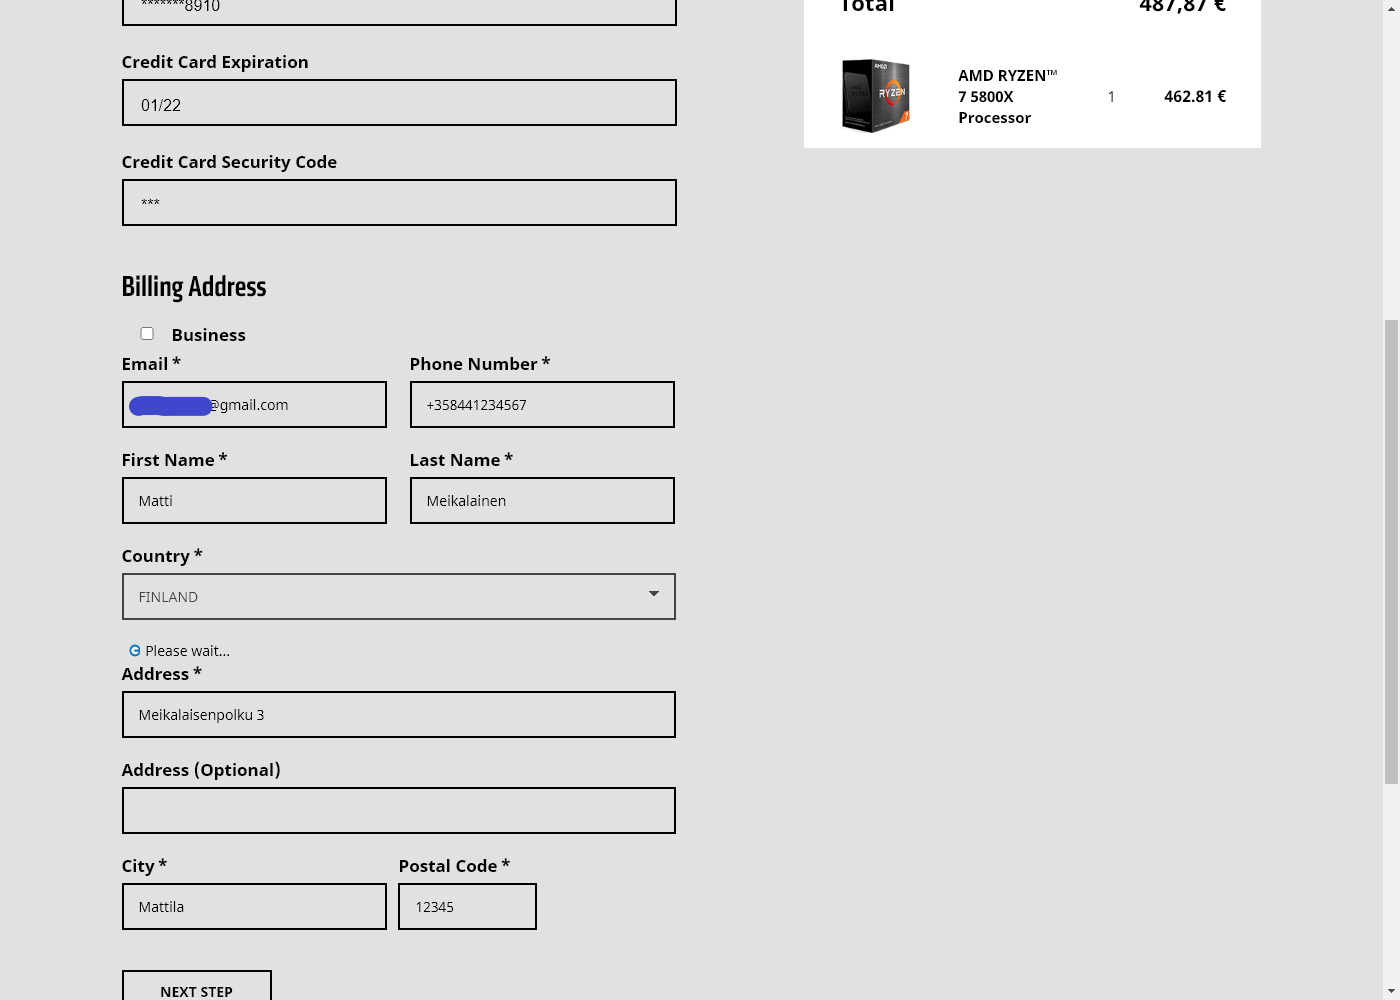 *******8910
Total 487,87 €
Credit Card Expiration
01/22
AMD RYZEN™
7 5800X
Processor
1
462.81 €
AMD
RYZEN
7
Credit Card Security Code
***
Billing Address
Business
Email * Phone Number *
@gmail.com +358441234567
First Name * Last Name *
Matti Meikalainen
Country *
FINLAND
Please wait...
Address *
Meikalaisenpolku 3
Address (Optional)
City * Postal Code *
Mattila 12345
NEXT STEP